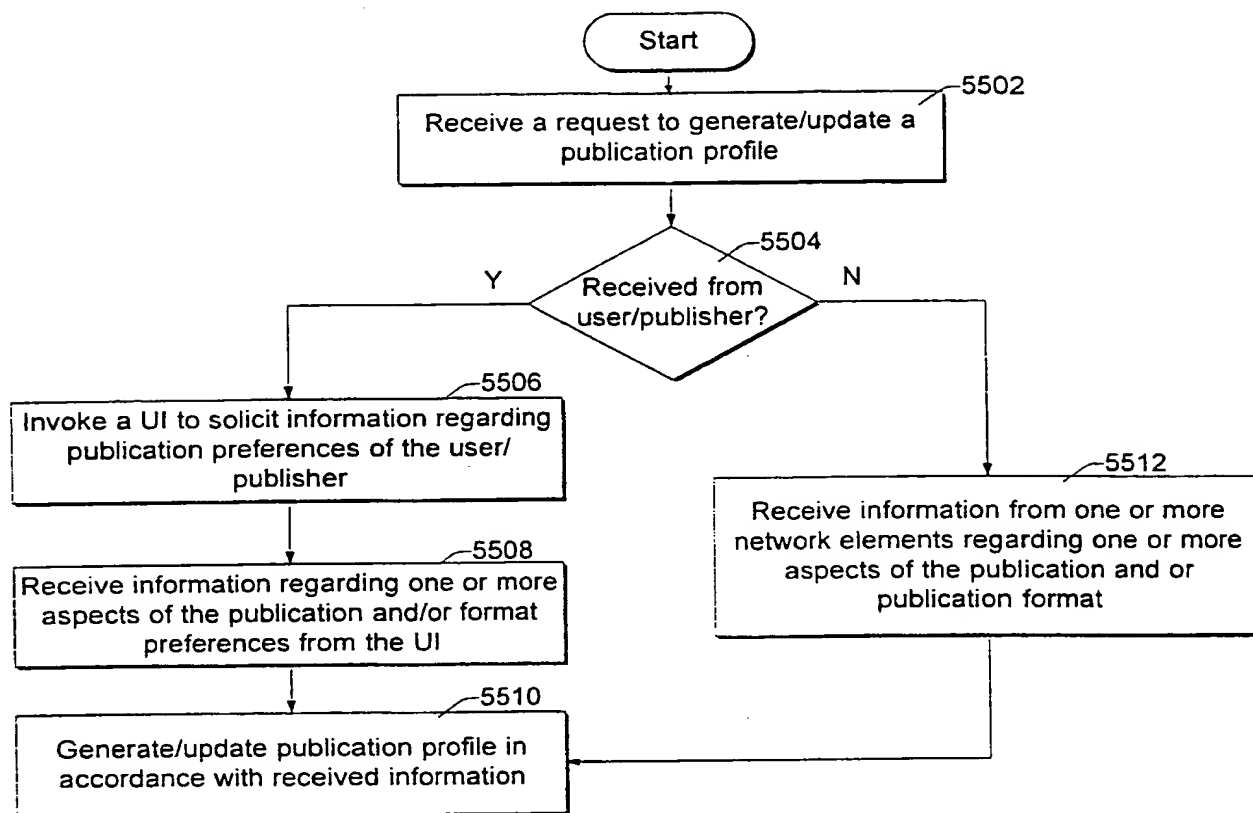 Start
5502
Receive a request to generate/update a
publication profile
5504
Y
Received from
user/publisher?
N
5506
Invoke a UI to solicit information regarding
publication preferences of the user/
publisher
5512
Receive information from one or more
network elements regarding one or more
aspects of the publication and or
publication format
5508
Receive information regarding one or more
aspects of the publication and/or format
preferences from the UI
5510
Generate/update publication profile in
accordance with received information